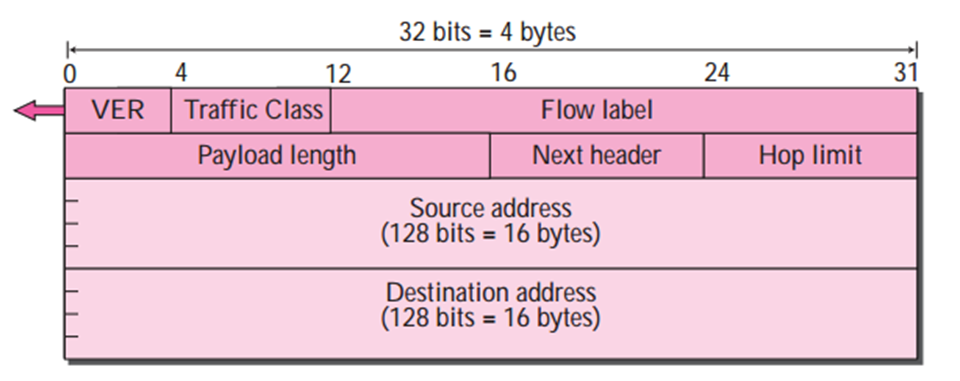 32 bits = 4 bytes
0 4 12 16 24 31
VER Traffic Class Flow label
Payload length Next header Hop limit
Source address
(128 bits = 16 bytes)
Destination address
(128 bits = 16 bytes)